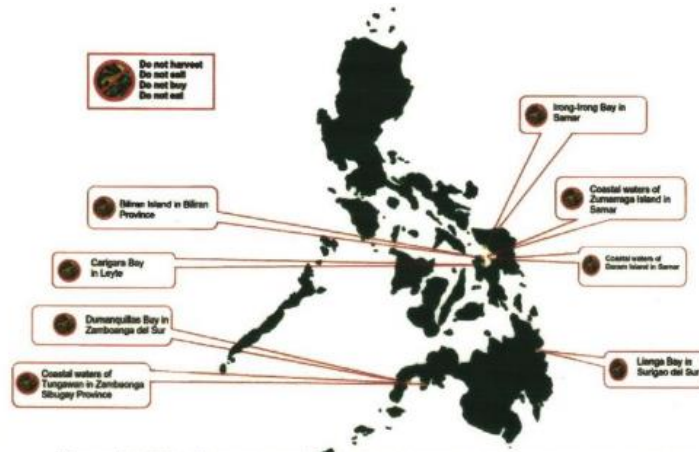 Do not harvest
Do not sell
Do not buy
Do not eat
Irong-Irong Bay in
Samar
Biliran Island in Biliran
Province
Coastal waters of
Zumarraga Island in
Samar
Carigara Bay
in Leyte
Coastal waters of
Daram Island in Samar
Dumanquillas Bay in
Zamboanga del Sur
Lianga Bay in
Surigao del Sur
Coastal waters of
Tungawan in Zamboanga
Sibugay Province